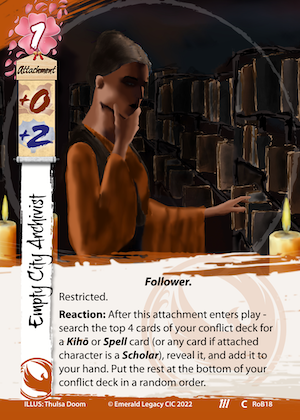 1
Attachment
+0
+2
Empty City Archivist
Follower.
Restricted.
Reaction: After this attachment enters play -
search the top 4 cards of your conflict deck for
a Kihō or Spell card (or any card if attached
character is a Scholar), reveal it, and add it to
your hand. Put the rest at the bottom of your
conflict deck in a random order.
ILLUS: Thulsa Doom © Emerald Legacy CIC 2022 C RoB18